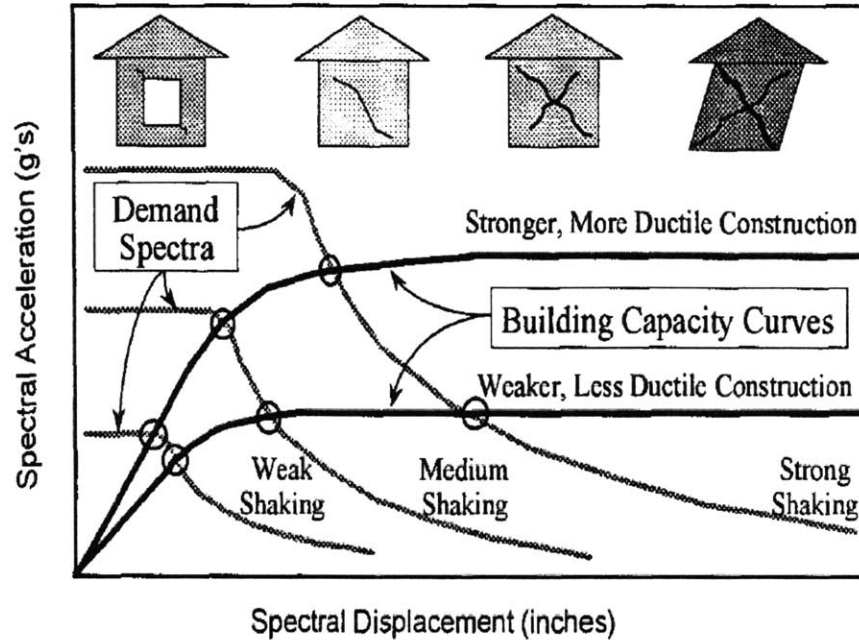 Demand
Spectra
Stronger, More Ductile Construction
Building Capacity Curves
Weaker, Less Ductile Construction
Weak
Shaking
Medium
Shaking
Strong
Shaking
Spectral Acceleration (g's)
Spectral Displacement (inches)